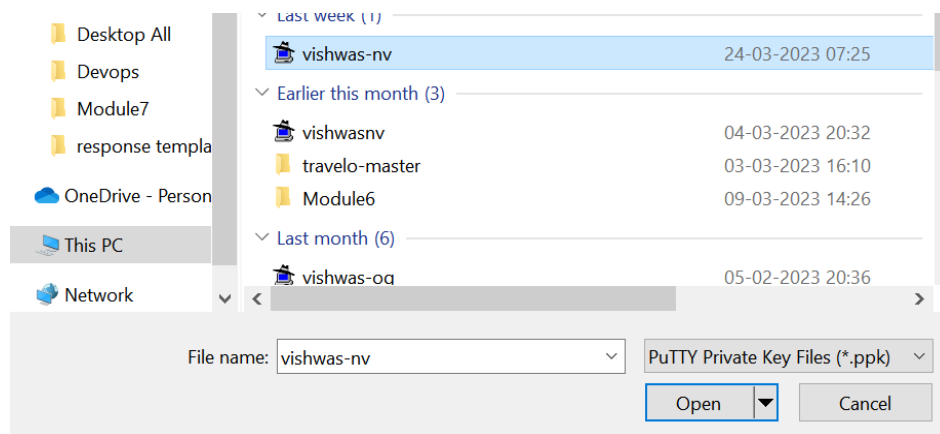 Last week (1)
Desktop All
vishwas-nv 24-03-2023 07:25
Devops
Earlier this month (3)
Module7
vishwasnv 04-03-2023 20:32
response templa
travelo-master 03-03-2023 16:10
OneDrive - Person
Module6 09-03-2023 14:26
This PC
Last month (6)
vishwas-og 05-02-2023 20:36
Network
File name: vishwas-nv PuTTY Private Key Files (*.ppk)
Open Cancel